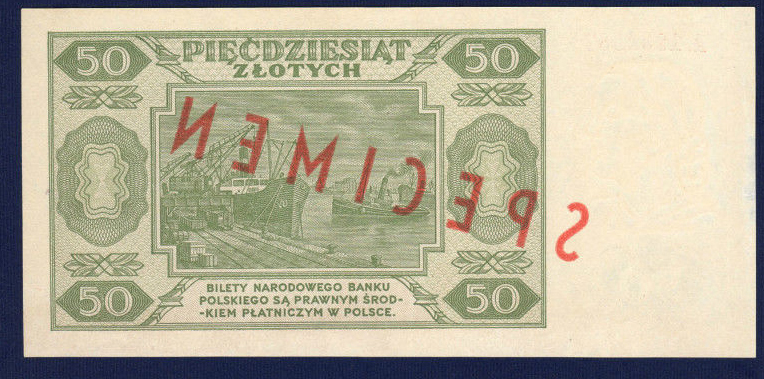 PIĘĆDZIESIĄT
ZŁOTYCH
50
50
SPECIMEN
BILETY NARODOWEGO BANKU
POLSKIEGO SĄ PRAWNYM ŚROD-
-KIEM PŁATNICZYM W POLSCE.
50
50